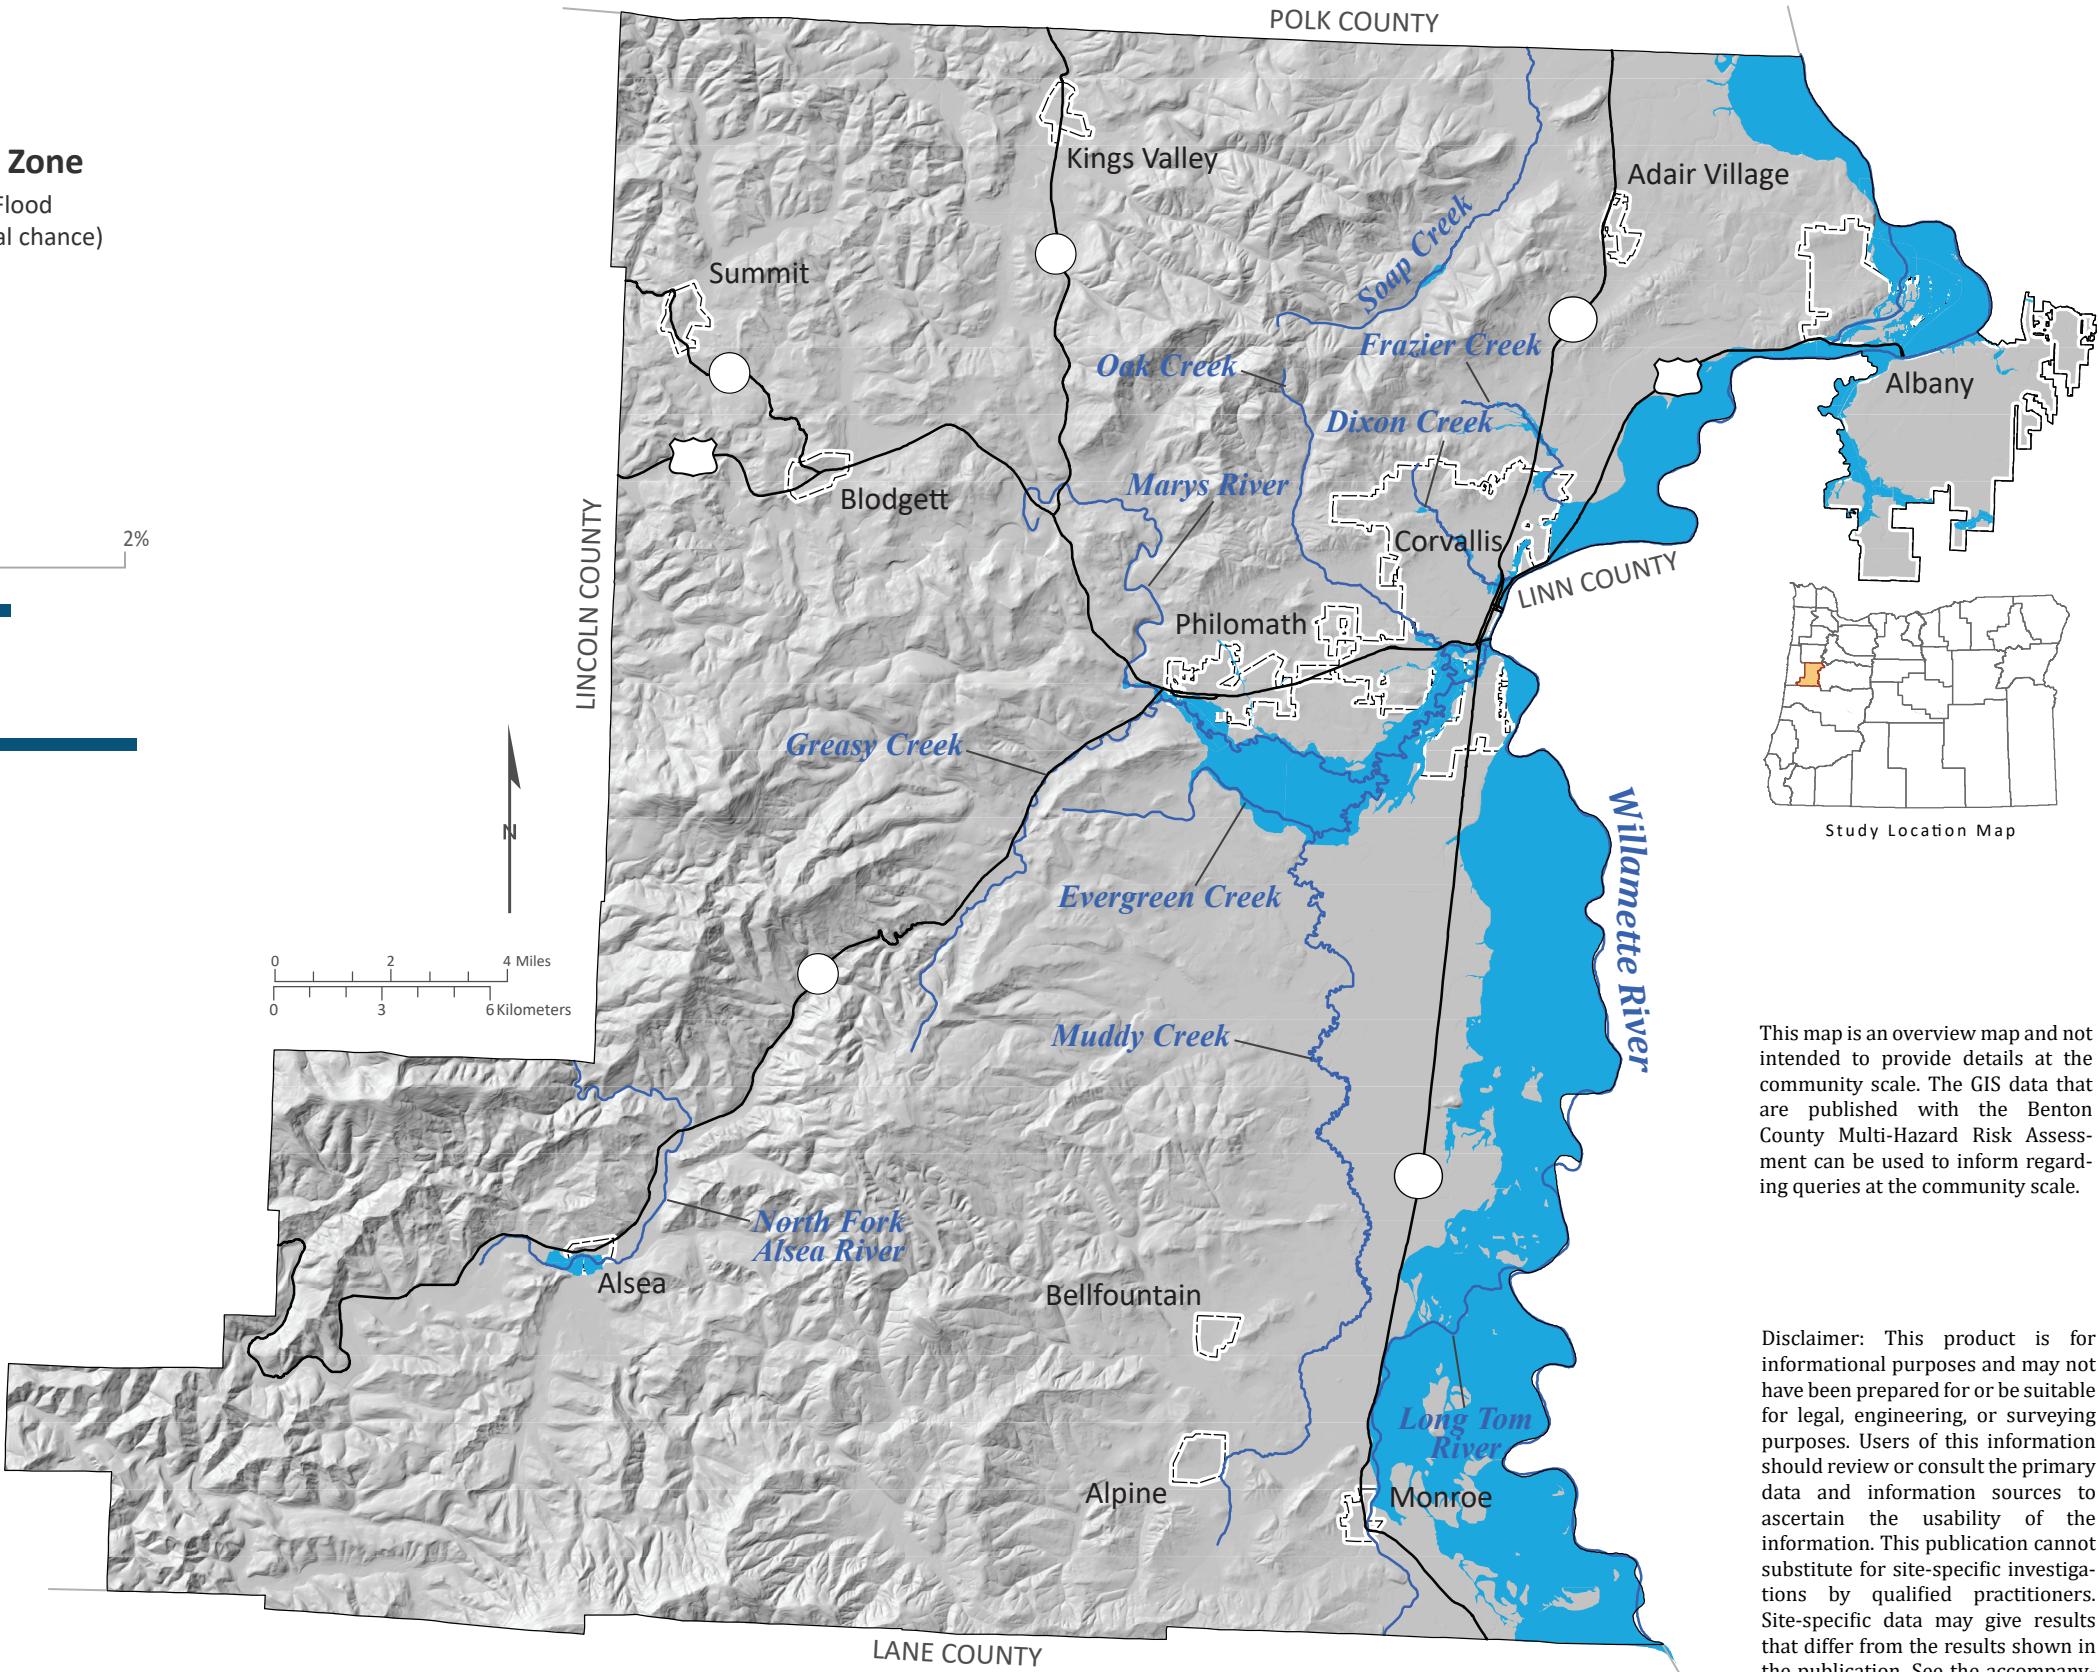 POLK COUNTY
Zone
Flood
al chance)
Kings Valley
Adair Village
Summit
Soap Creek
Frazier Creek
Oak Creek
Albany
Dixon Creek
Marys River
Blodgett
2%
Corvallis
LINN COUNTY
LINCOLN COUNTY
Philomath
Greasy Creek
Willamette River
N
Study Location Map
Evergreen Creek
0 2 4 Miles
0 3 6 Kilometers
Muddy Creek
This map is an overview map and not
intended to provide details at the
community scale. The GIS data that
are published with the Benton
County Multi-Hazard Risk Assess-
ment can be used to inform regard-
ing queries at the community scale.
North Fork
Alsea River
Alsea
Bellfountain
Disclaimer: This product is for
informational purposes and may not
have been prepared for or be suitable
for legal, engineering, or surveying
purposes. Users of this information
should review or consult the primary
data and information sources to
ascertain the usability of the
information. This publication cannot
substitute for site-specific investiga-
tions by qualified practitioners.
Site-specific data may give results
that differ from the results shown in
the publication. See the accompany-
Long Tom
River
Alpine
Monroe
LANE COUNTY